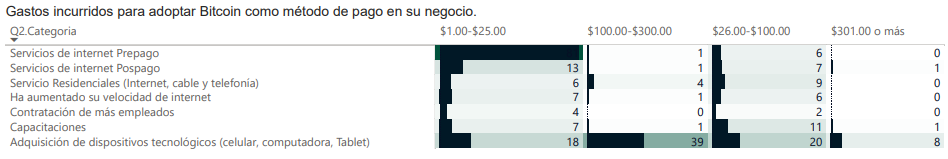 Gastos incurridos para adoptar Bitcoin como método de pago en su negocio.
Q2.Categoria $1.00-$25.00 $100.00-$300.00 $26.00-$100.00 $301.00 o más
Servicios de internet Prepago 1 6 0
Servicios de internet Pospago 13 1 7 1
Servicio Residenciales (Internet, cable y telefonía) 6 4 9 0
Ha aumentado su velocidad de internet 7 1 6 0
Contratación de más empleados 4 0 2 0
Capacitaciones 7 1 11 1
Adquisición de dispositivos tecnológicos (celular, computadora, Tablet) 18 39 20 8